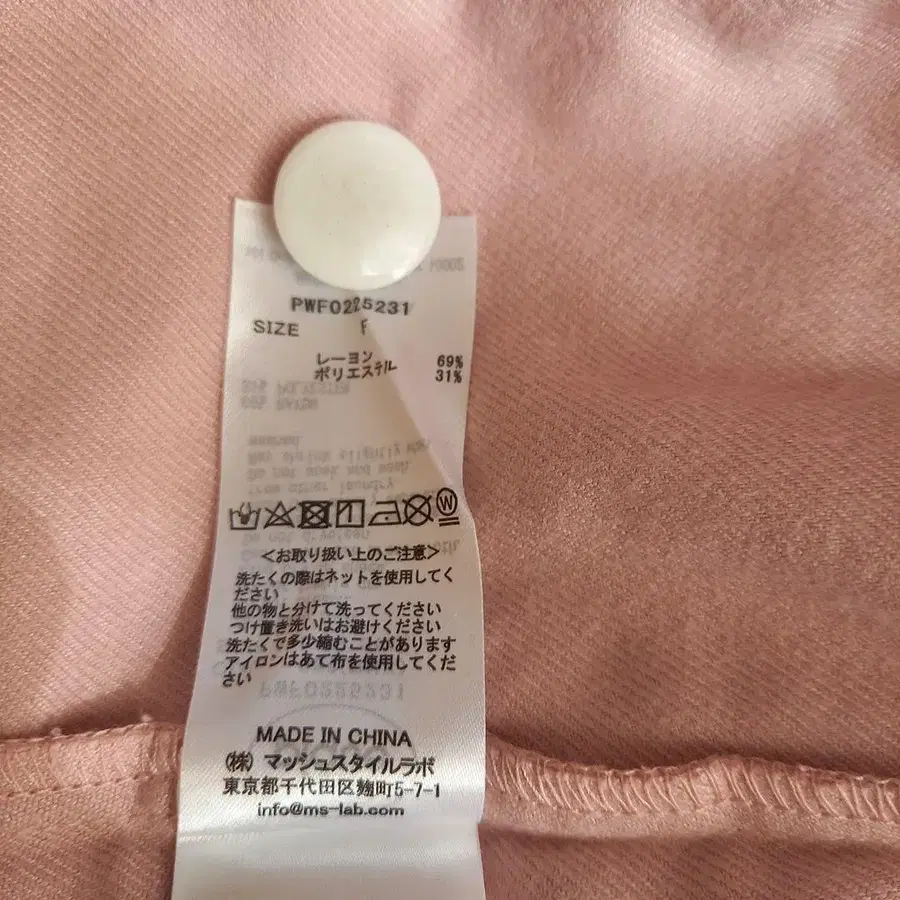 PWF0225231
SIZE F
レーヨン 69%
ポリエステル 31%
W
<お取り扱い上のご注意>
洗たくの際はネットを使用してく
ださい
他の物と分けて洗ってください
つけ置き洗いはお避けください
洗たくで多少縮むことがあります
アイロンはあて布を使用してくだ
さい
MADE IN CHINA
(株) マッシュスタイルラボ
東京都千代田区麹町5-7-1
info@ms-lab.com